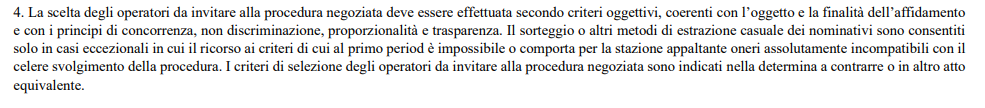 4. La scelta degli operatori da invitare alla procedura negoziata deve essere effettuata secondo criteri oggettivi, coerenti con l’oggetto e la finalità dell’affidamento
e con i principi di concorrenza, non discriminazione, proporzionalità e trasparenza. Il sorteggio o altri metodi di estrazione casuale dei nominativi sono consentiti
solo in casi eccezionali in cui il ricorso ai criteri di cui al primo period è impossibile o comporta per la stazione appaltante oneri assolutamente incompatibili con il
celere svolgimento della procedura. I criteri di selezione degli operatori da invitare alla procedura negoziata sono indicati nella determina a contrarre o in altro atto
equivalente.